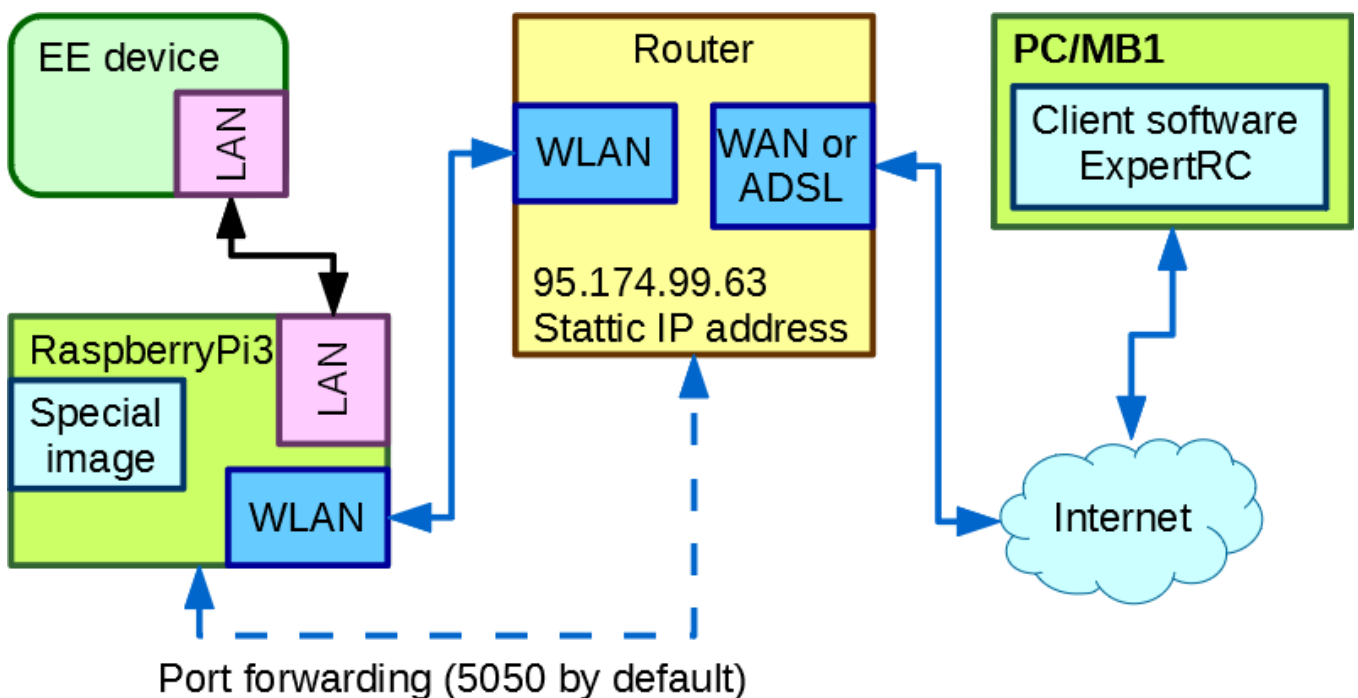 EE device
LAN
RaspberryPi3
LAN
Special
image
WLAN
Router
WLAN
WAN or
ADSL
95.174.99.63
Stattic IP address
PC/MB1
Client software
ExpertRC
Internet
Port forwarding (5050 by default)